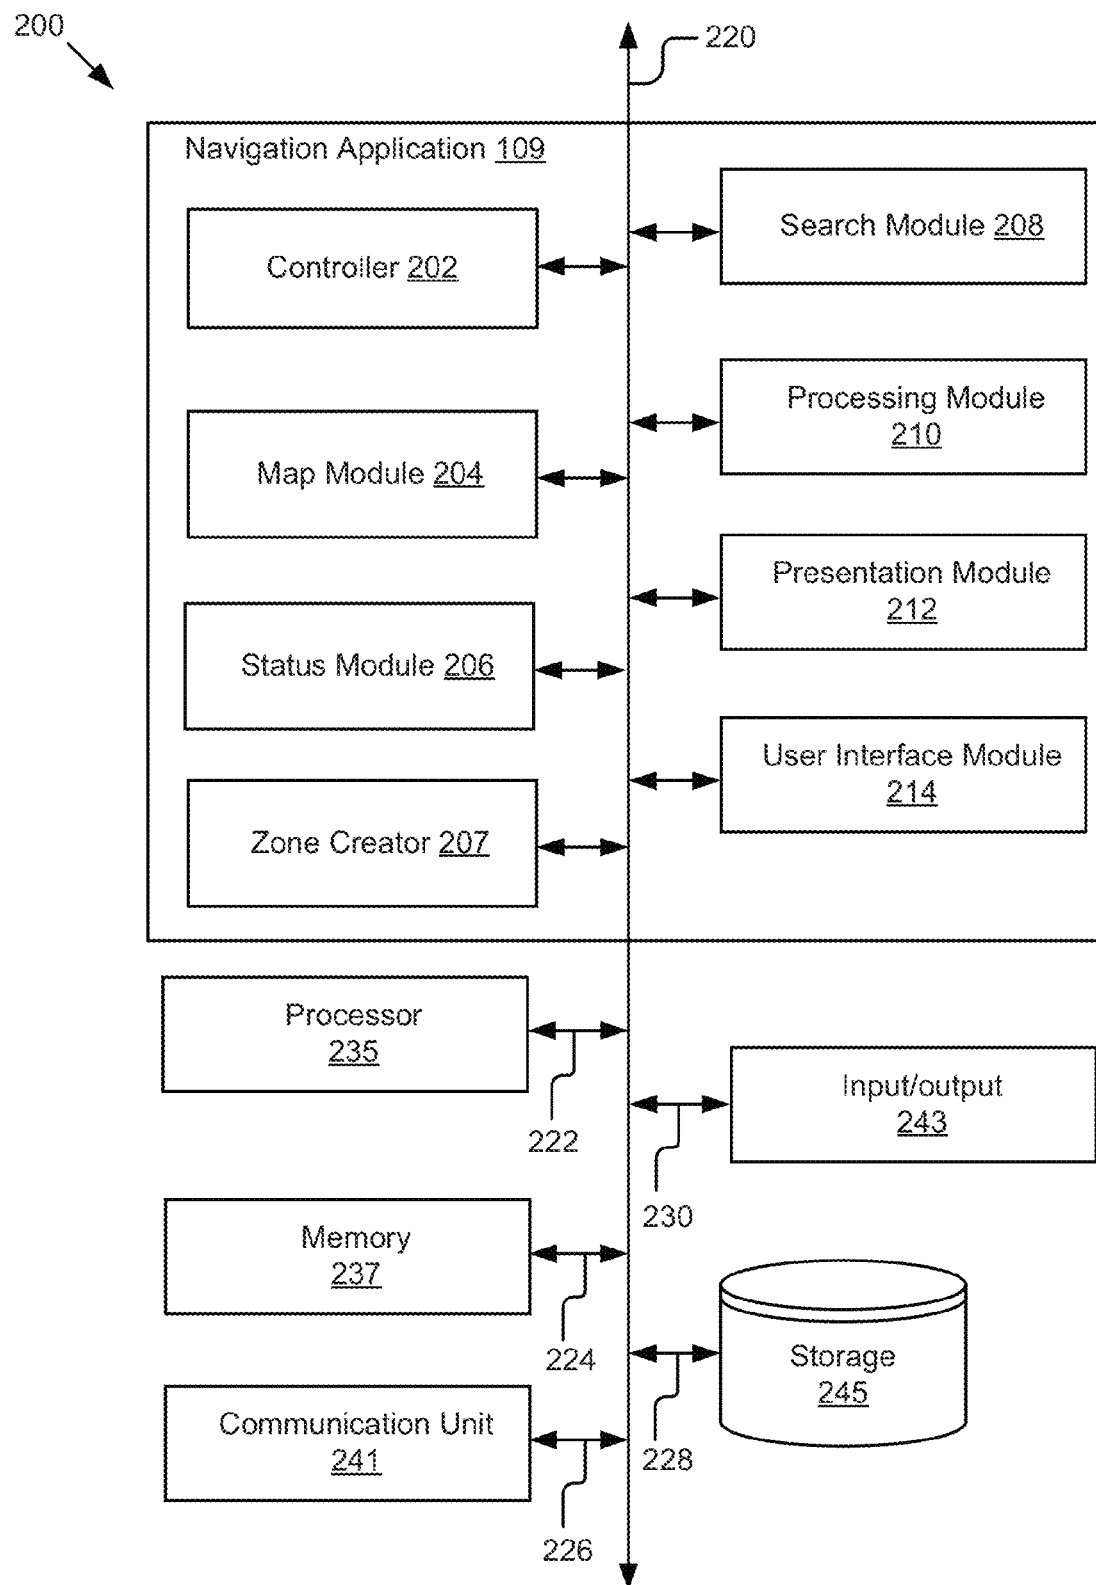 200
220
Navigation Application 109
Controller 202
Search Module 208
Map Module 204
Processing Module
210
Status Module 206
Presentation Module
212
Zone Creator 207
User Interface Module
214
Processor
235
222
Input/output
243
230
Memory
237
224
Storage
245
228
Communication Unit
241
226